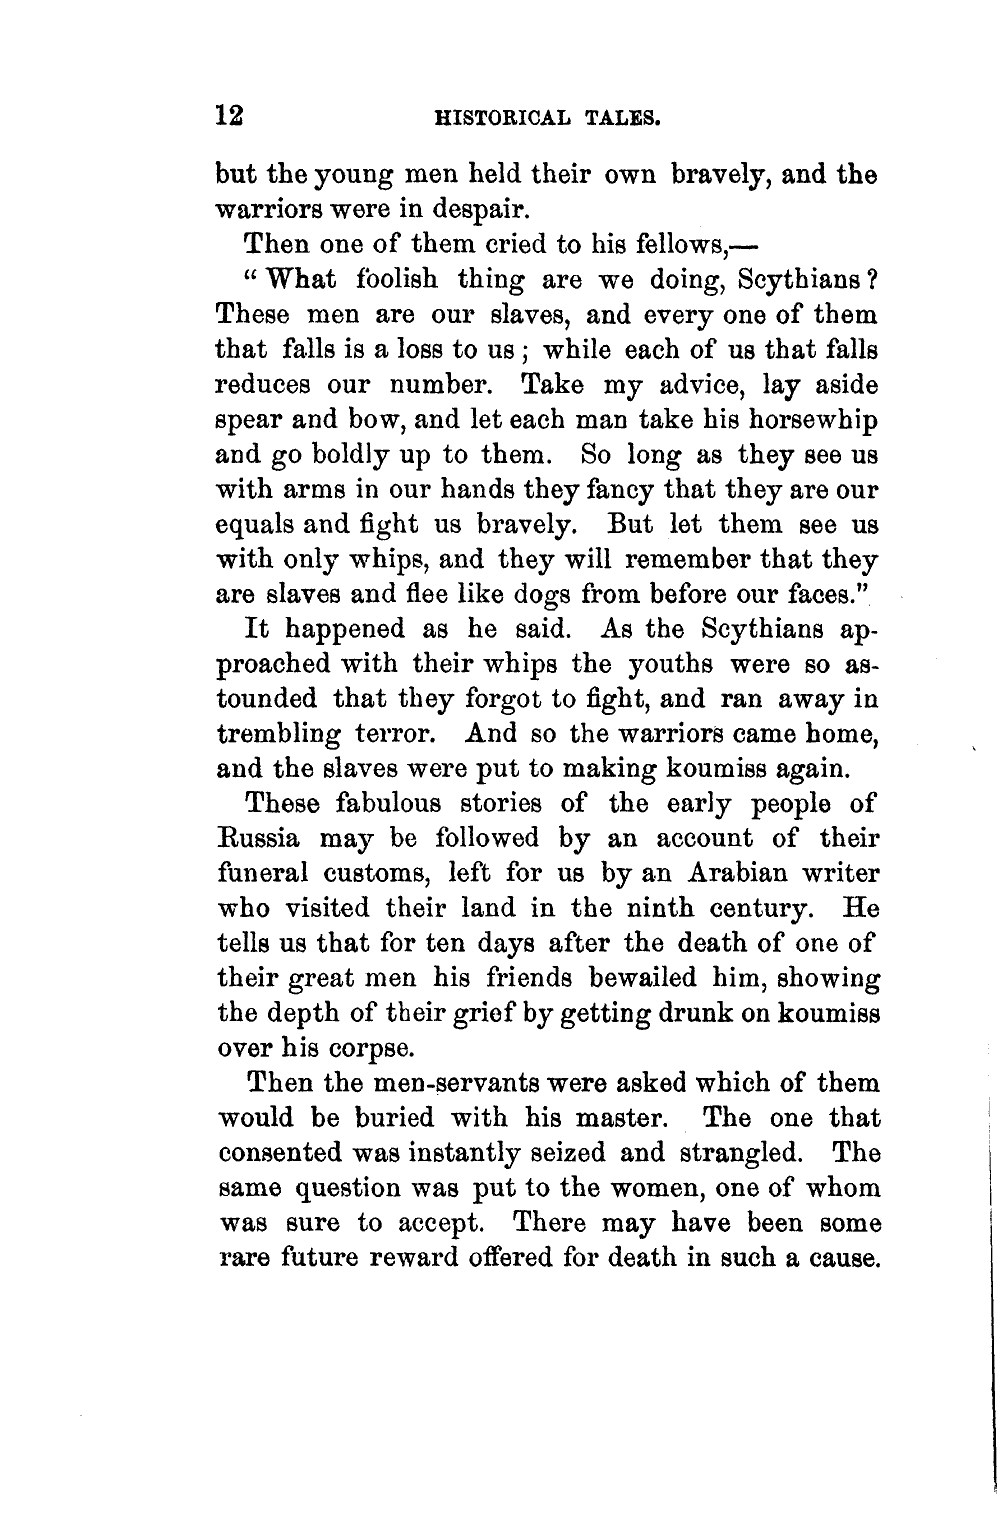 12 HISTORICAL TALES.
but the young men held their own bravely, and the
warriors were in despair.
Then one of them cried to his fellows,—
“ What foolish thing are we doing, Scythians ?
These men are our slaves, and every one of them
that falls is a loss to us ; while each of us that falls
reduces our number. Take my advice, lay aside
spear and bow, and let each man take his horsewhip
and go boldly up to them. So long as they see us
with arms in our hands they fancy that they are our
equals and fight us bravely. But let them see us
with only whips, and they will remember that they
are slaves and flee like dogs from before our faces.”
It happened as he said. As the Scythians ap-
proached with their whips the youths were so as-
tounded that they forgot to fight, and ran away in
trembling terror. And so the warriors came home,
and the slaves were put to making koumiss again.
These fabulous stories of the early people of
Russia may be followed by an account of their
funeral customs, left for us by an Arabian writer
who visited their land in the ninth century. He
tells us that for ten days after the death of one of
their great men his friends bewailed him, showing
the depth of their grief by getting drunk on koumiss
over his corpse.
Then the men-servants were asked which of them
would be buried with his master. The one that
consented was instantly seized and strangled. The
same question was put to the women, one of whom
was sure to accept. There may have been some
rare future reward offered for death in such a cause.